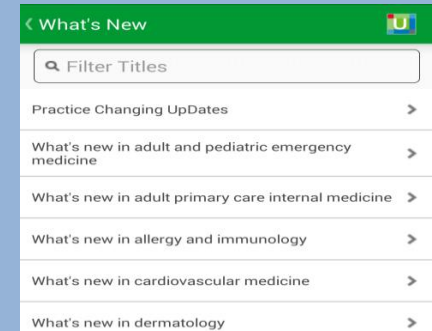 What's New
Filter Titles
Practice Changing UpDates
What's new in adult and pediatric emergency
medicine
What's new in adult primary care internal medicine
What's new in allergy and immunology
What's new in cardiovascular medicine
What's new in dermatology